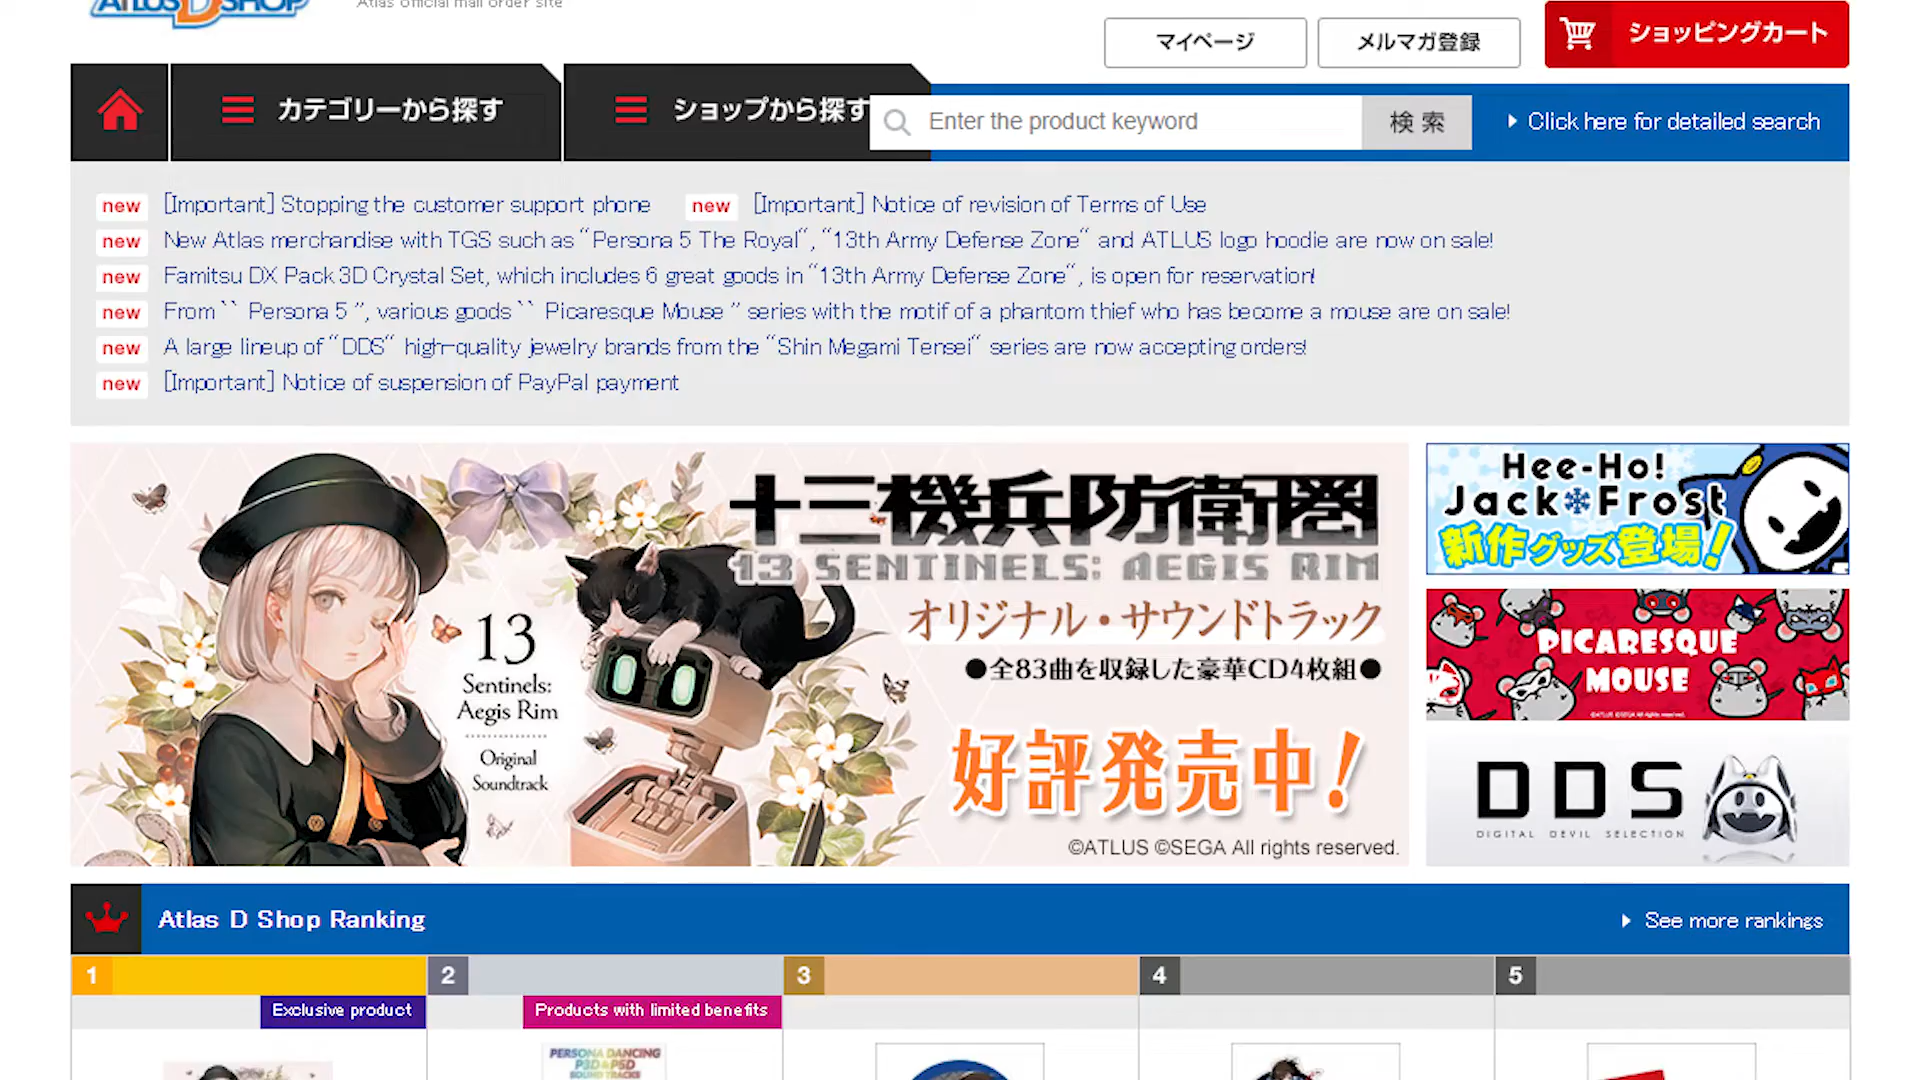 ATLUS D SHOP
Atlas official mail order site
マイページ
メルマガ登録
ショッピングカート
カテゴリーから探す
ショップから探す
Enter the product keyword
検 索
Click here for detailed search
new [Important] Stopping the customer support phone new [Important] Notice of revision of Terms of Use
new New Atlas merchandise with TGS such as "Persona 5 The Royal", "13th Army Defense Zone" and ATLUS logo hoodie are now on sale!
new Famitsu DX Pack 3D Crystal Set, which includes 6 great goods in "13th Army Defense Zone", is open for reservation!
new From `` Persona 5 ”, various goods `` Picaresque Mouse ” series with the motif of a phantom thief who has become a mouse are on sale!
new A large lineup of "DDS" high-quality jewelry brands from the "Shin Megami Tensei" series are now accepting orders!
new [Important] Notice of suspension of PayPal payment
十三機兵防衛圏
13 SENTINELS: AEGIS RIM
オリジナル・サウンドトラック
●全83曲を収録した豪華CD4枚組●
好評発売中!
©ATLUS ©SEGA All rights reserved.
13
Sentinels:
Aegis Rim
Original
Soundtrack
Hee-Ho!
Jack Frost
新作グッズ登場!
PICARESQUE
MOUSE
©ATLUS ©SEGA All rights reserved.
DDS
DIGITAL DEVIL SELECTION
Atlas D Shop Ranking
See more rankings
1
2
3
4
5
Exclusive product
Products with limited benefits
PERSONA DANCING
P3D & P5D
SOUND TRACKS